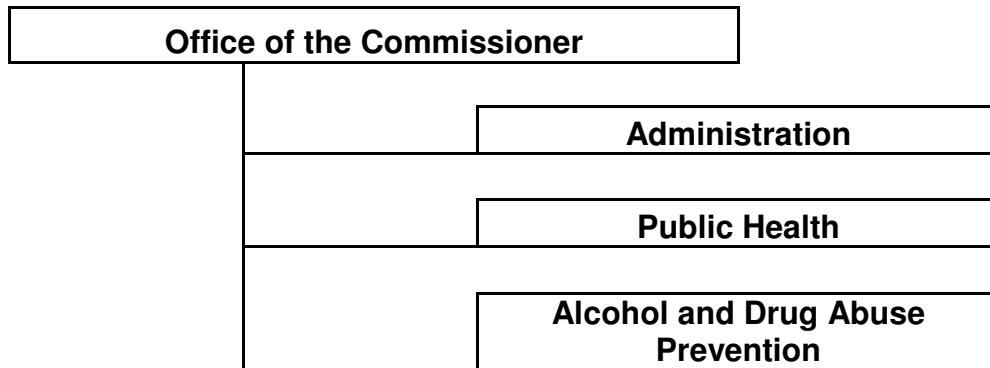 Office of the Commissioner
Administration
Public Health
Alcohol and Drug Abuse
Prevention